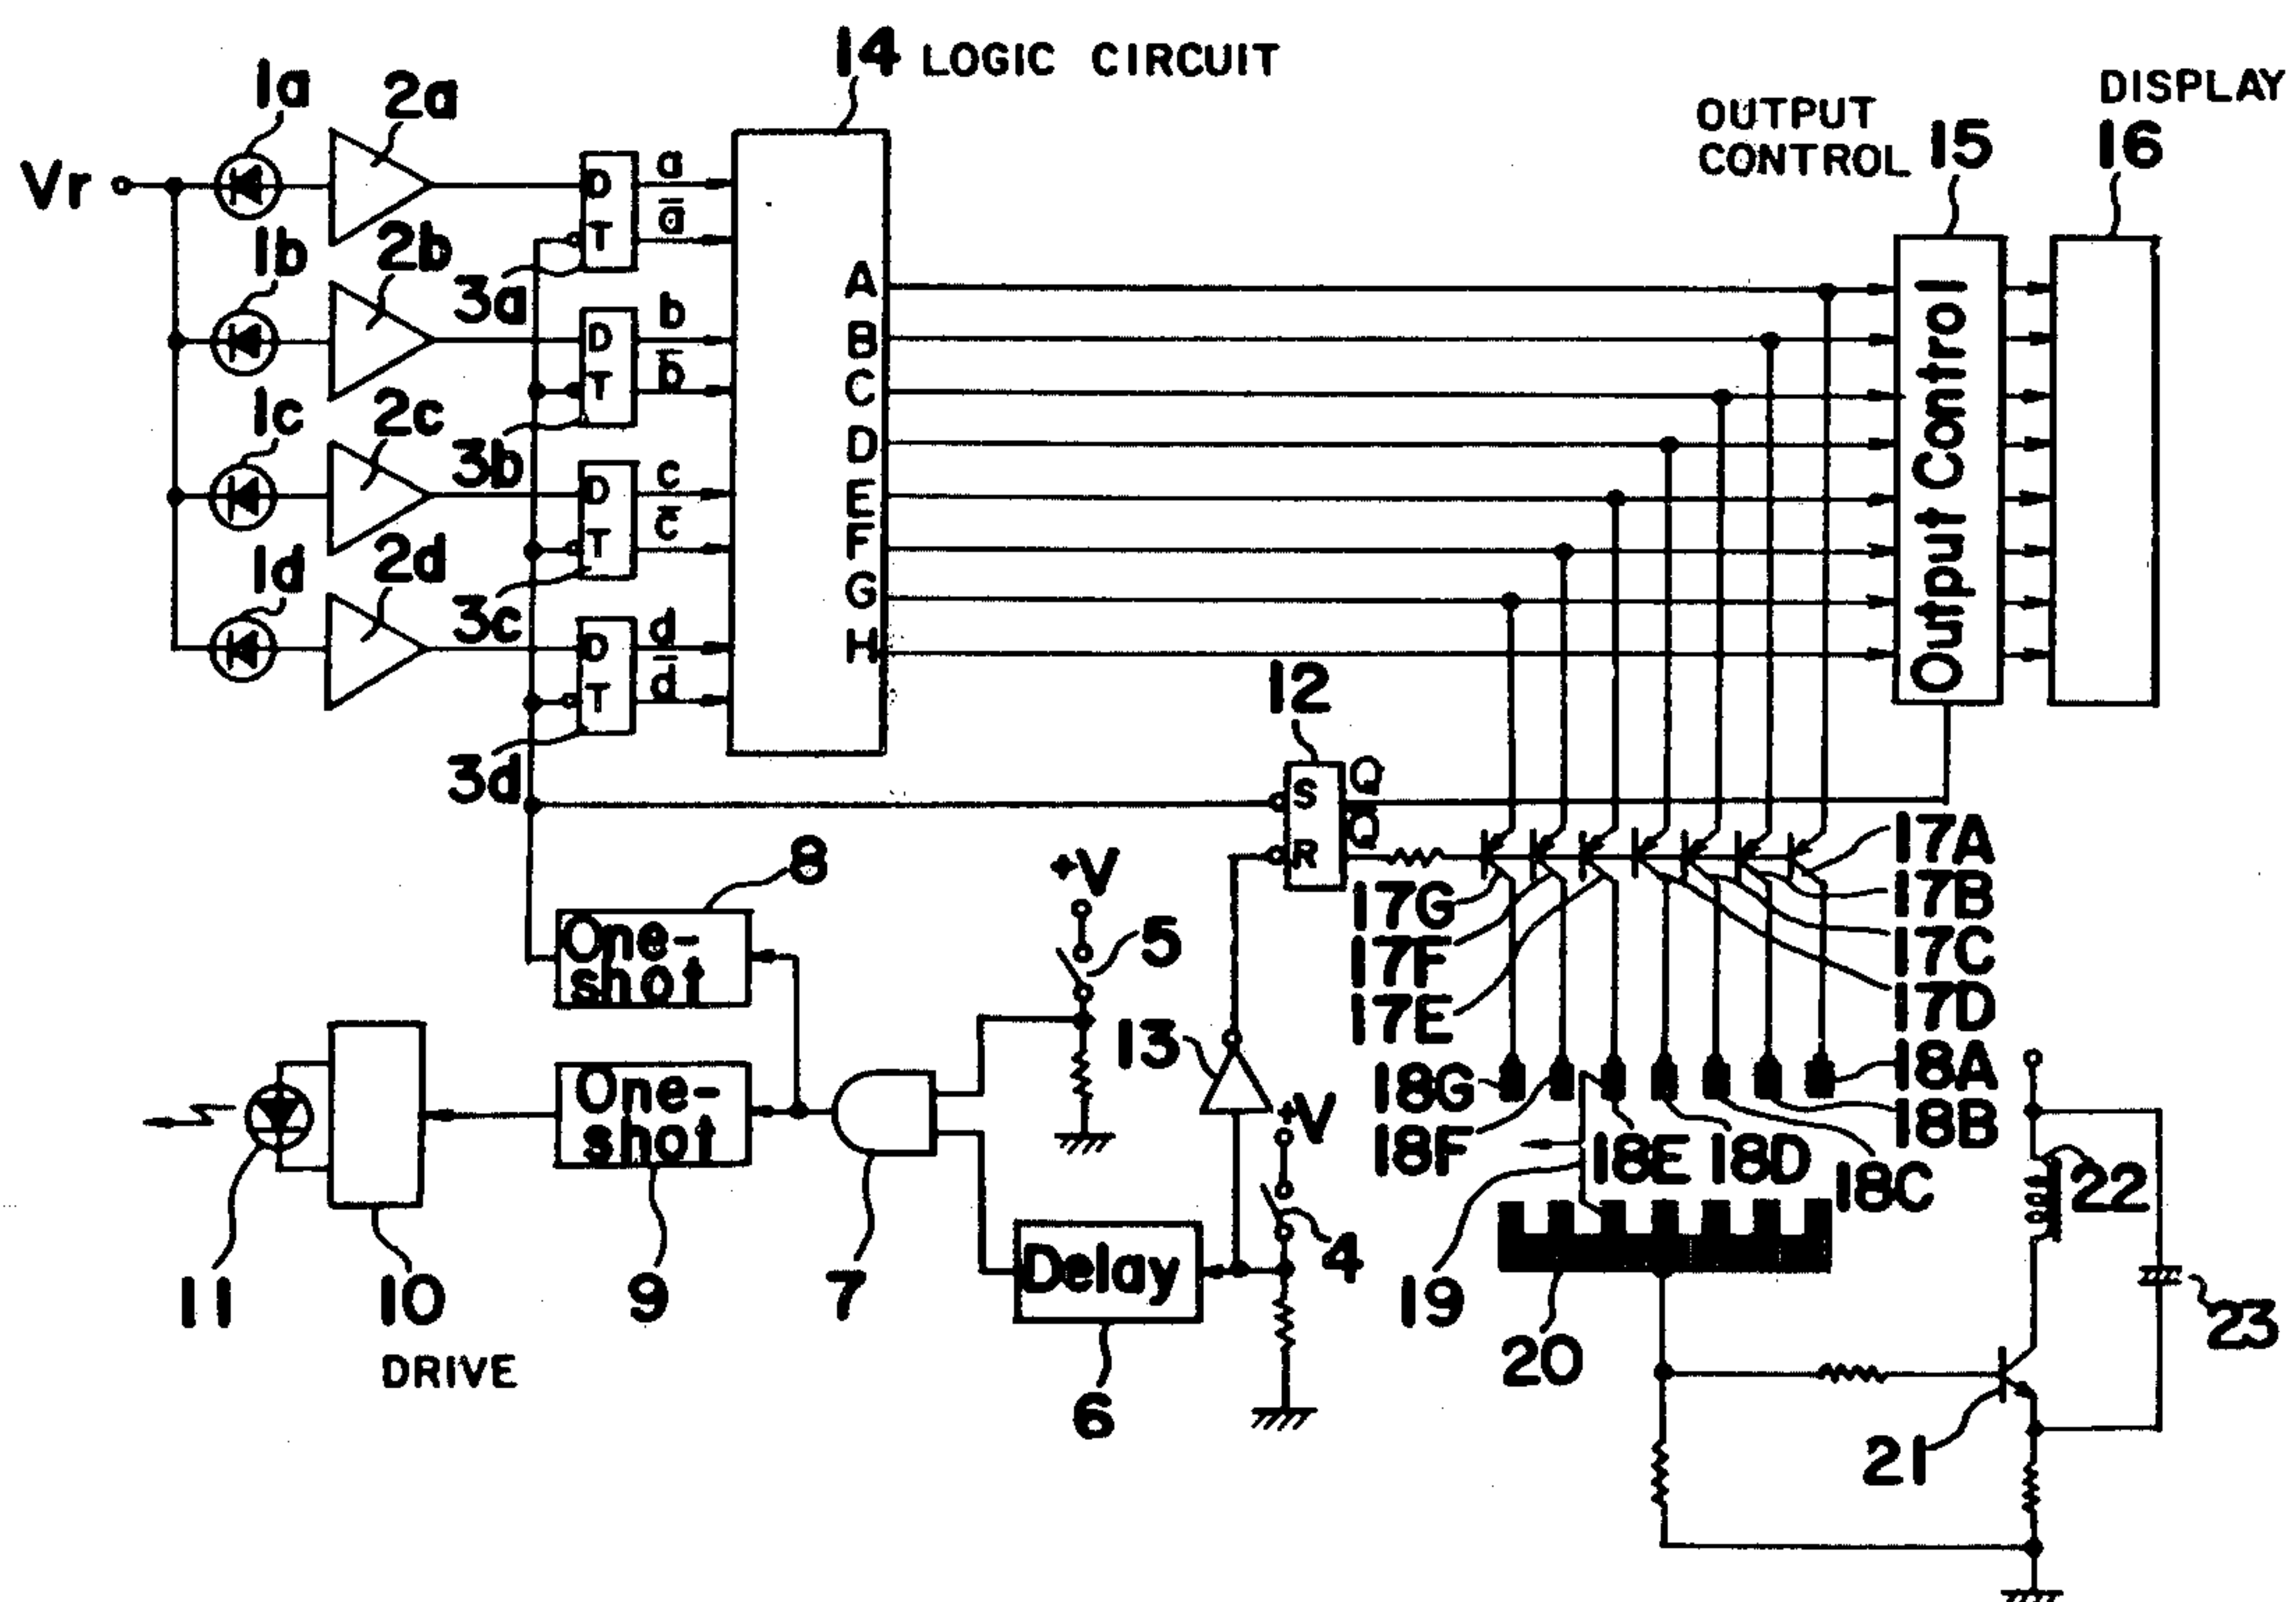 14 LOGIC CIRCUIT
DISPLAY
16
OUTPUT
CONTROL 15
1a 2a
Vr
D
T
a
a̅
3a
1b 2b
D
T
b
b̅
3b
1c 2c
D
T
c
c̅
3c
1d 2d
D
T
d
d̅
3d
A
B
C
D
E
F
G
H
Output Control
12
S
R
Q
Q̅
17A
17B
17C
17D
17G
17F
17E
8
One-
shot
+V
5
13
18A
18B
18C
18G
18F
18E 18D
One-
shot
+V
4
Delay
11
10
DRIVE
9
7
6
19
20
22
23
21